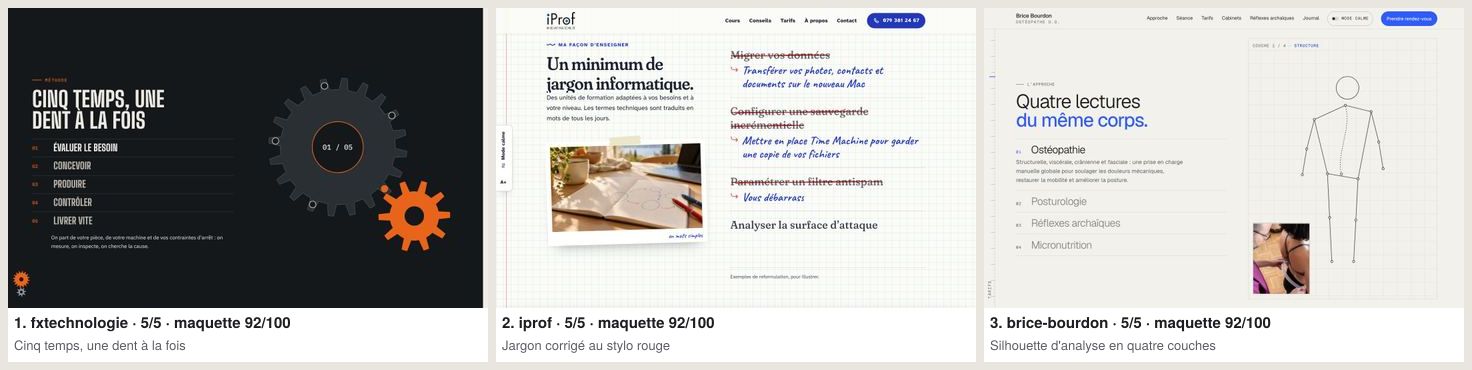 MÉTHODE
CINQ TEMPS, UNE
DENT À LA FOIS
01 ÉVALUER LE BESOIN
02 CONCEVOIR
03 PRODUIRE
04 CONTRÔLER
05 LIVRER VITE
On part de votre pièce, de votre machine et de vos contraintes d'arrêt : on
mesure, on inspecte, on cherche la cause.
01 / 05
1. fxtechnologie · 5/5 · maquette 92/100
Cinq temps, une dent à la fois
iProf
Cours Conseils Tarifs À propos Contact 079 381 24 67
MA FAÇON D'ENSEIGNER
Un minimum de
jargon informatique.
Des unités de formation adaptées à vos besoins et à
votre niveau. Les termes techniques sont traduits en
mots de tous les jours.
Mode calme
A+
en mots simples
Migrer vos données
Transférer vos photos, contacts et
documents sur le nouveau Mac
Configurer une sauvegarde
incrémentielle
Mettre en place Time Machine pour garder
une copie de vos fichiers
Paramétrer un filtre antispam
Vous débarrass
Analyser la surface d'attaque
Exemples de reformulation, pour illustrer.
2. iprof · 5/5 · maquette 92/100
Jargon corrigé au stylo rouge
Brice Bourdon
OSTÉOPATHE D.O.
Approche Séance Tarifs Cabinets Réflexes archaïques Journal MODE CALME Prendre rendez-vous
L'APPROCHE
Quatre lectures
du même corps.
01 Ostéopathie
Structurelle, viscérale, crânienne et fasciale : une prise en charge
manuelle globale pour soulager les douleurs mécaniques,
restaurer la mobilité et améliorer la posture.
02 Posturologie
03 Réflexes archaïques
04 Micronutrition
TARIFS
COUCHE 1 / 4 · STRUCTURE
3. brice-bourdon · 5/5 · maquette 92/100
Silhouette d'analyse en quatre couches